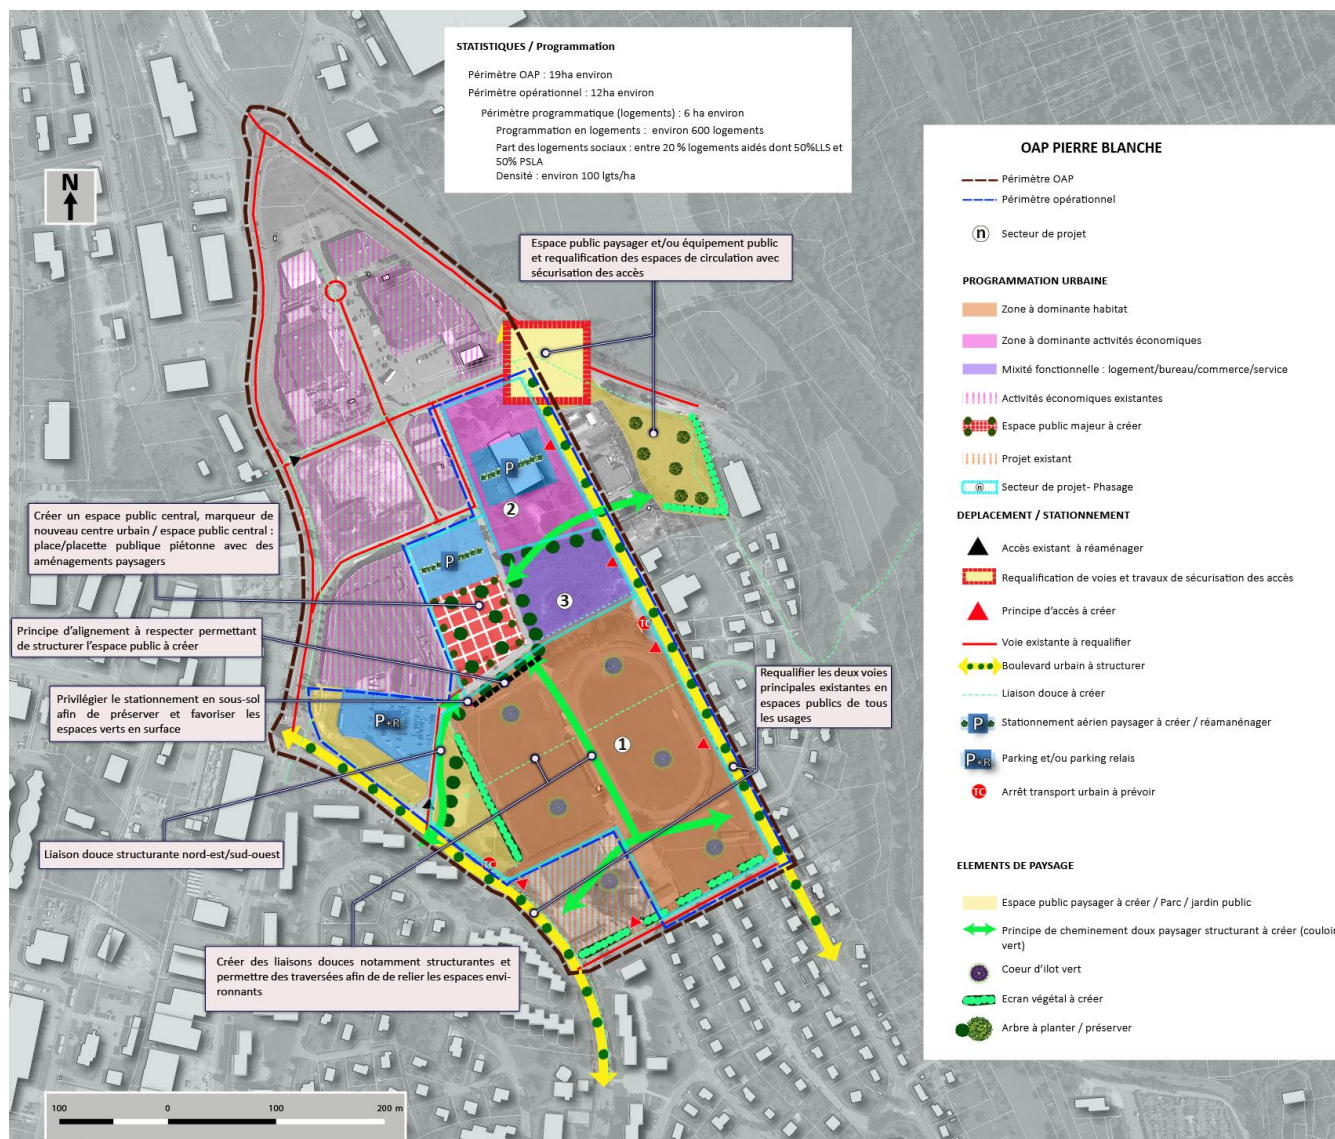 STATISTIQUES / Programmation
Périmètre OAP : 19ha environ
Périmètre opérationnel : 12ha environ
Périmètre programmatique (logements) : 6 ha environ
Programmation en logements : environ 600 logements
Part des logements sociaux : entre 20 % logements aidés dont 50%LLS et
50% PSLA
Densité : environ 100 lgts/ha
N
Espace public paysager et/ou équipement public
et requalification des espaces de circulation avec
sécurisation des accès
Créer un espace public central, marqueur de
nouveau centre urbain / espace public central :
place/placette publique piétonne avec des
aménagements paysagers
Principe d'alignement à respecter permettant
de structurer l'espace public à créer
Privilégier le stationnement en sous-sol
afin de préserver et favoriser les
espaces verts en surface
Requalifier les deux voies
principales existantes en
espaces publics de tous
les usages
Liaison douce structurante nord-est/sud-ouest
Créer des liaisons douces notamment structurantes et
permettre des traversées afin de de relier les espaces envi-
ronnants
P
2
P
3
TC
P+R
1
TC
100 0 100 200 m
OAP PIERRE BLANCHE
Périmètre OAP
Périmètre opérationnel
n Secteur de projet
PROGRAMMATION URBAINE
Zone à dominante habitat
Zone à dominante activités économiques
Mixité fonctionnelle : logement/bureau/commerce/service
Activités économiques existantes
Espace public majeur à créer
Projet existant
n Secteur de projet- Phasage
DEPLACEMENT / STATIONNEMENT
Accès existant à réaménager
Requalification de voies et travaux de sécurisation des accès
Principe d'accès à créer
Voie existante à requalifier
Boulevard urbain à structurer
Liaison douce à créer
P Stationnement aérien paysager à créer / réamanénager
P+R Parking et/ou parking relais
TC Arrêt transport urbain à prévoir
ELEMENTS DE PAYSAGE
Espace public paysager à créer / Parc / jardin public
Principe de cheminement doux paysager structurant à créer (couloir
vert)
Coeur d'ilot vert
Ecran végétal à créer
Arbre à planter / préserver